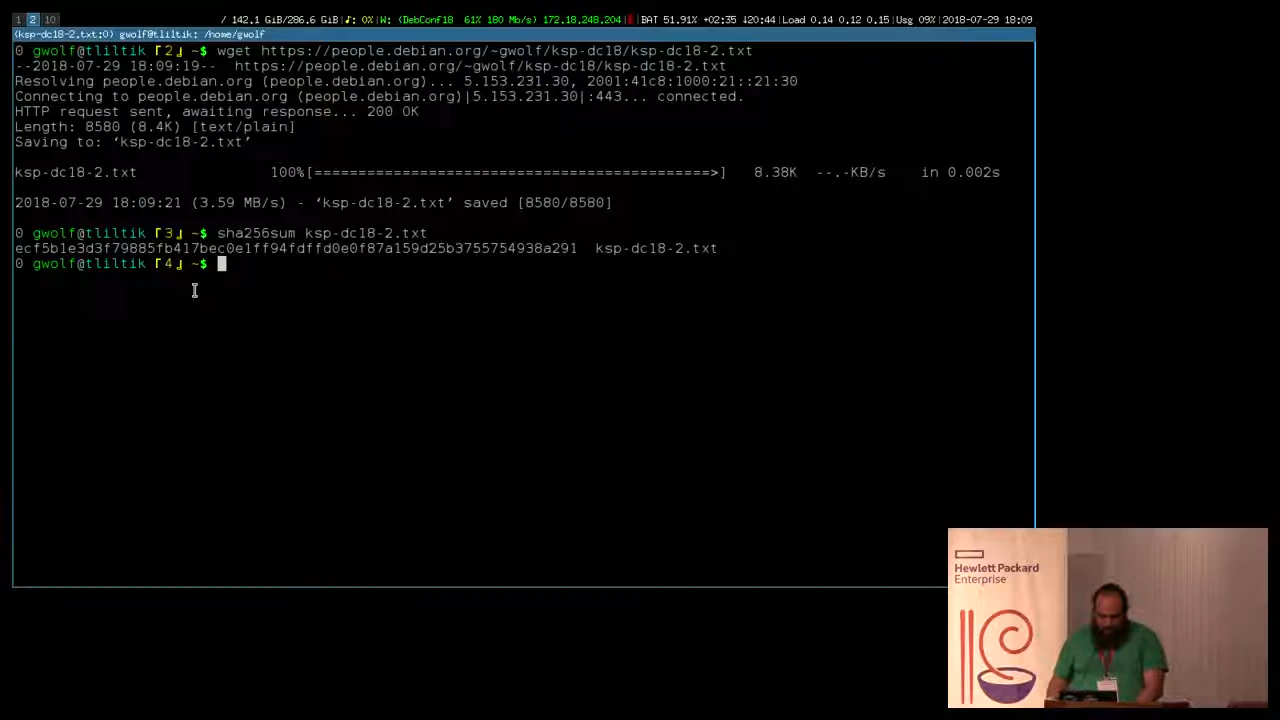 1 2 10 / 142.1 GiB/286.6 GiB|♪: 0%|W: (DebConf18 61% 180 Mb/s) 172.18.248.204| |BAT 51.91% +02:35 ↓20:44|Load 0.14 0.12 0.15|Usg 09%|2018-07-29 18:09
(ksp-dc18-2.txt:0) gwolf@tliltik: /home/gwolf
0 gwolf@tliltik『2』~$ wget https://people.debian.org/~gwolf/ksp-dc18/ksp-dc18-2.txt
--2018-07-29 18:09:19--  https://people.debian.org/~gwolf/ksp-dc18/ksp-dc18-2.txt
Resolving people.debian.org (people.debian.org)... 5.153.231.30, 2001:41c8:1000:21::21:30
Connecting to people.debian.org (people.debian.org)|5.153.231.30|:443... connected.
HTTP request sent, awaiting response... 200 OK
Length: 8580 (8.4K) [text/plain]
Saving to: ‘ksp-dc18-2.txt’
ksp-dc18-2.txt 100%[=============================================>] 8.38K --.-KB/s in 0.002s
2018-07-29 18:09:21 (3.59 MB/s) - ‘ksp-dc18-2.txt’ saved [8580/8580]
0 gwolf@tliltik『3』~$ sha256sum ksp-dc18-2.txt
ecf5b1e3d3f79885fb417bec0e1ff94fdffd0e0f87a159d25b3755754938a291  ksp-dc18-2.txt
0 gwolf@tliltik『4』~$
Hewlett Packard
Enterprise